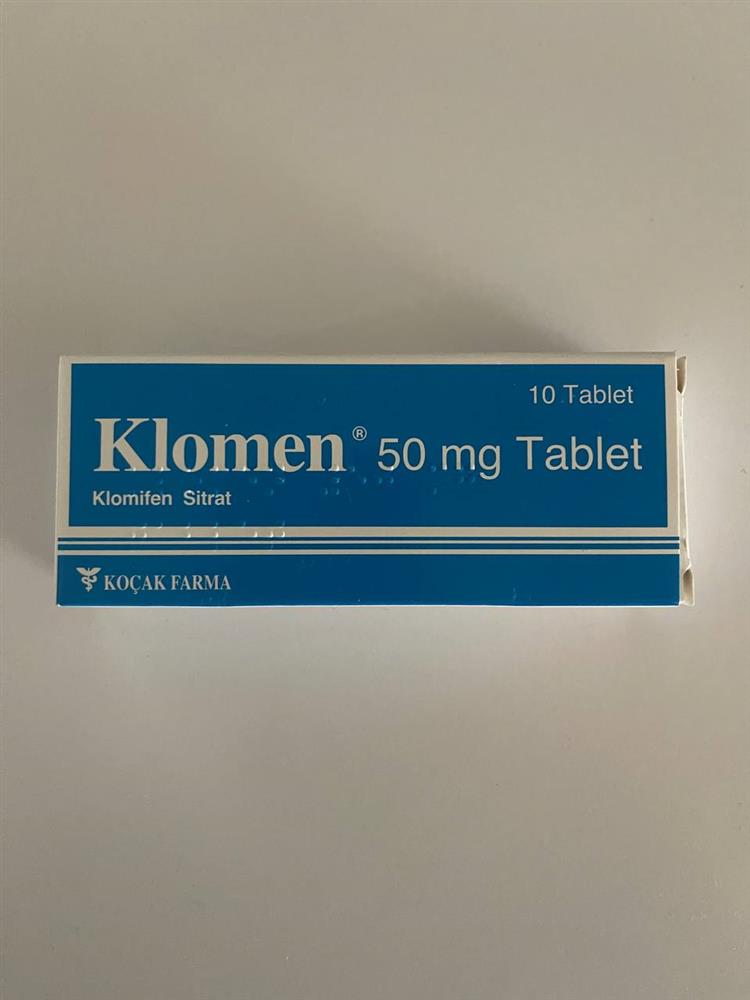 10 Tablet
Klomen® 50 mg Tablet
Klomifen Sitrat
KOÇAK FARMA